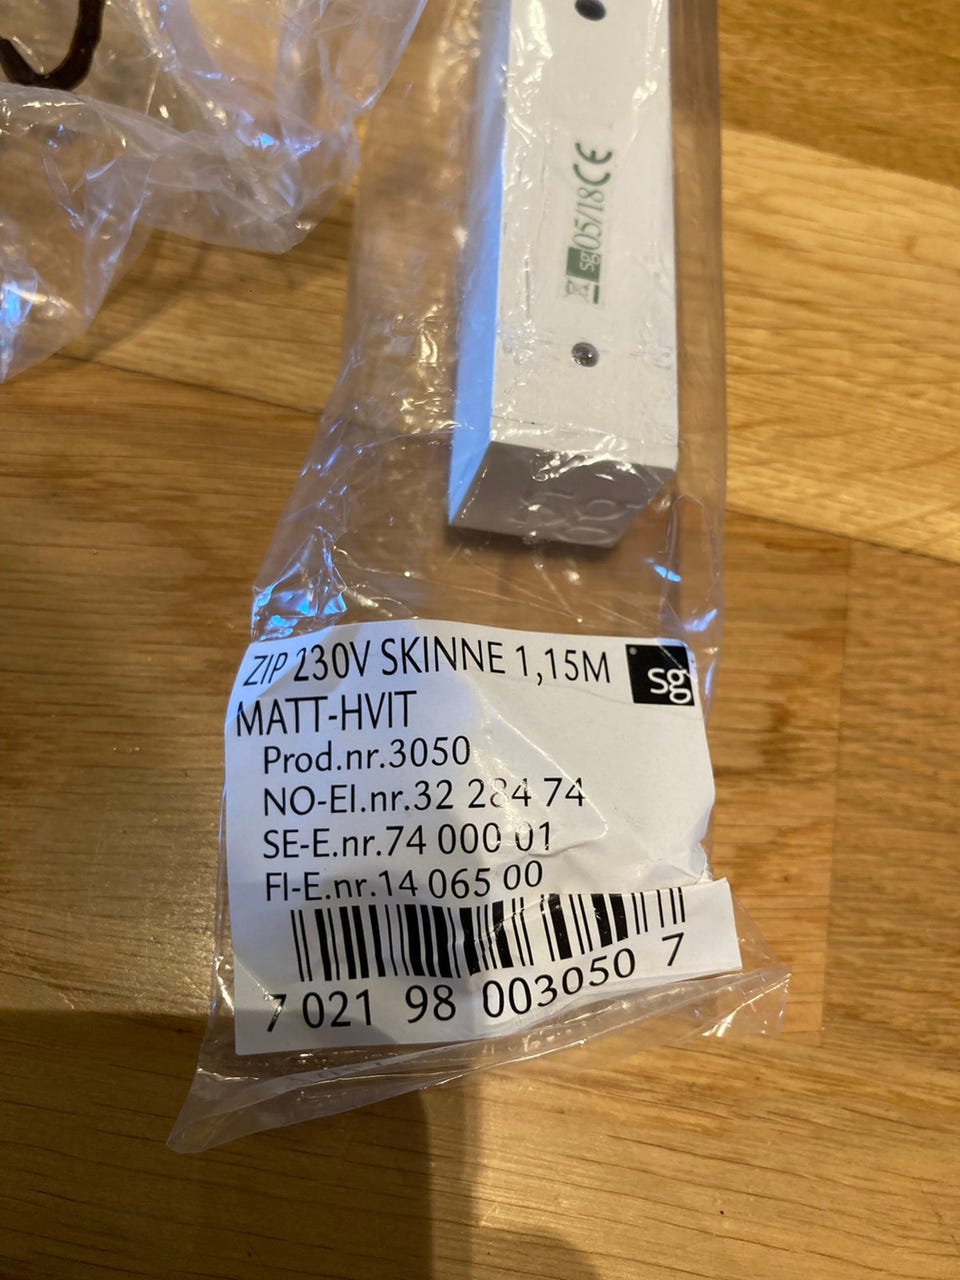 sg 05/18 CE
sg
ZIP 230V SKINNE 1,15M
sg
MATT-HVIT
Prod.nr.3050
NO-El.nr.32 284 74
SE-E.nr.74 000 01
FI-E.nr.14 065 00
7 021 98 003050 7